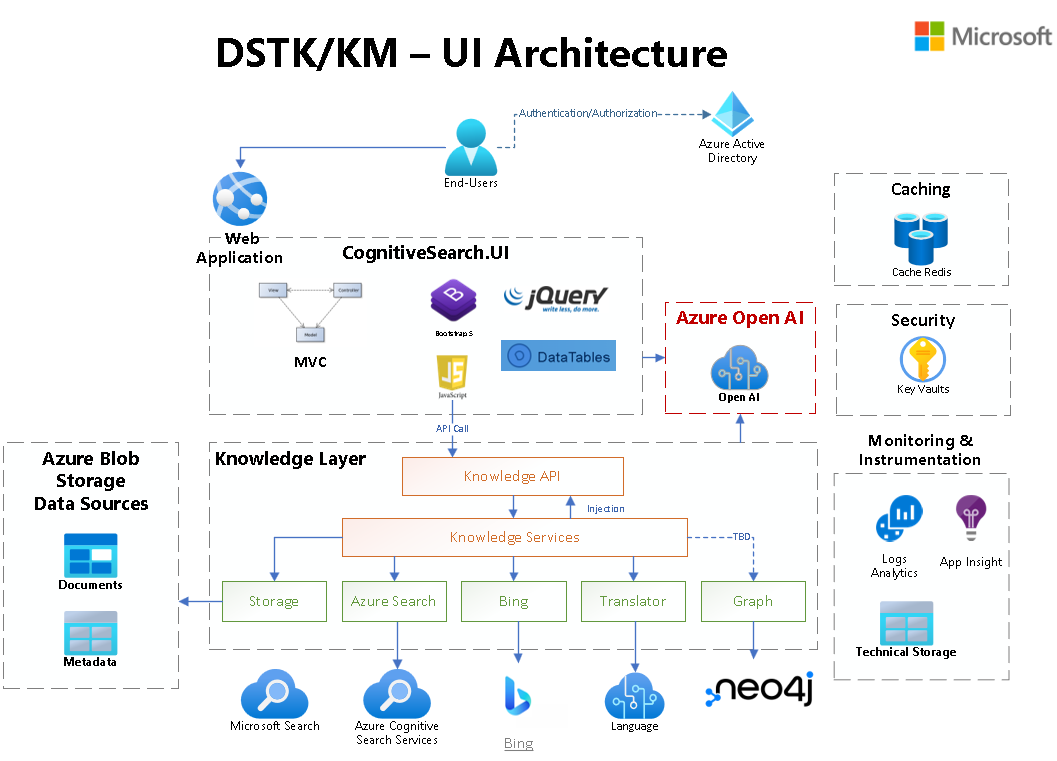 DSTK/KM – UI Architecture
Microsoft
Authentication/Authorization
Azure Active
Directory
End-Users
Web
Application
CognitiveSearch.UI
View
Controller
Model
MVC
B
Bootstrap 5
jQuery
write less, do more.
JS
JavaScript
DataTables
Azure Open AI
Open AI
Caching
Cache Redis
Security
Key Vaults
API Call
Azure Blob
Storage
Data Sources
Documents
Metadata
Knowledge Layer
Knowledge API
Injection
Knowledge Services
TBD
Storage
Azure Search
Bing
Translator
Graph
Monitoring &
Instrumentation
Logs
Analytics
App Insight
Technical Storage
Microsoft Search
Azure Cognitive
Search Services
Bing
Language
neo4j